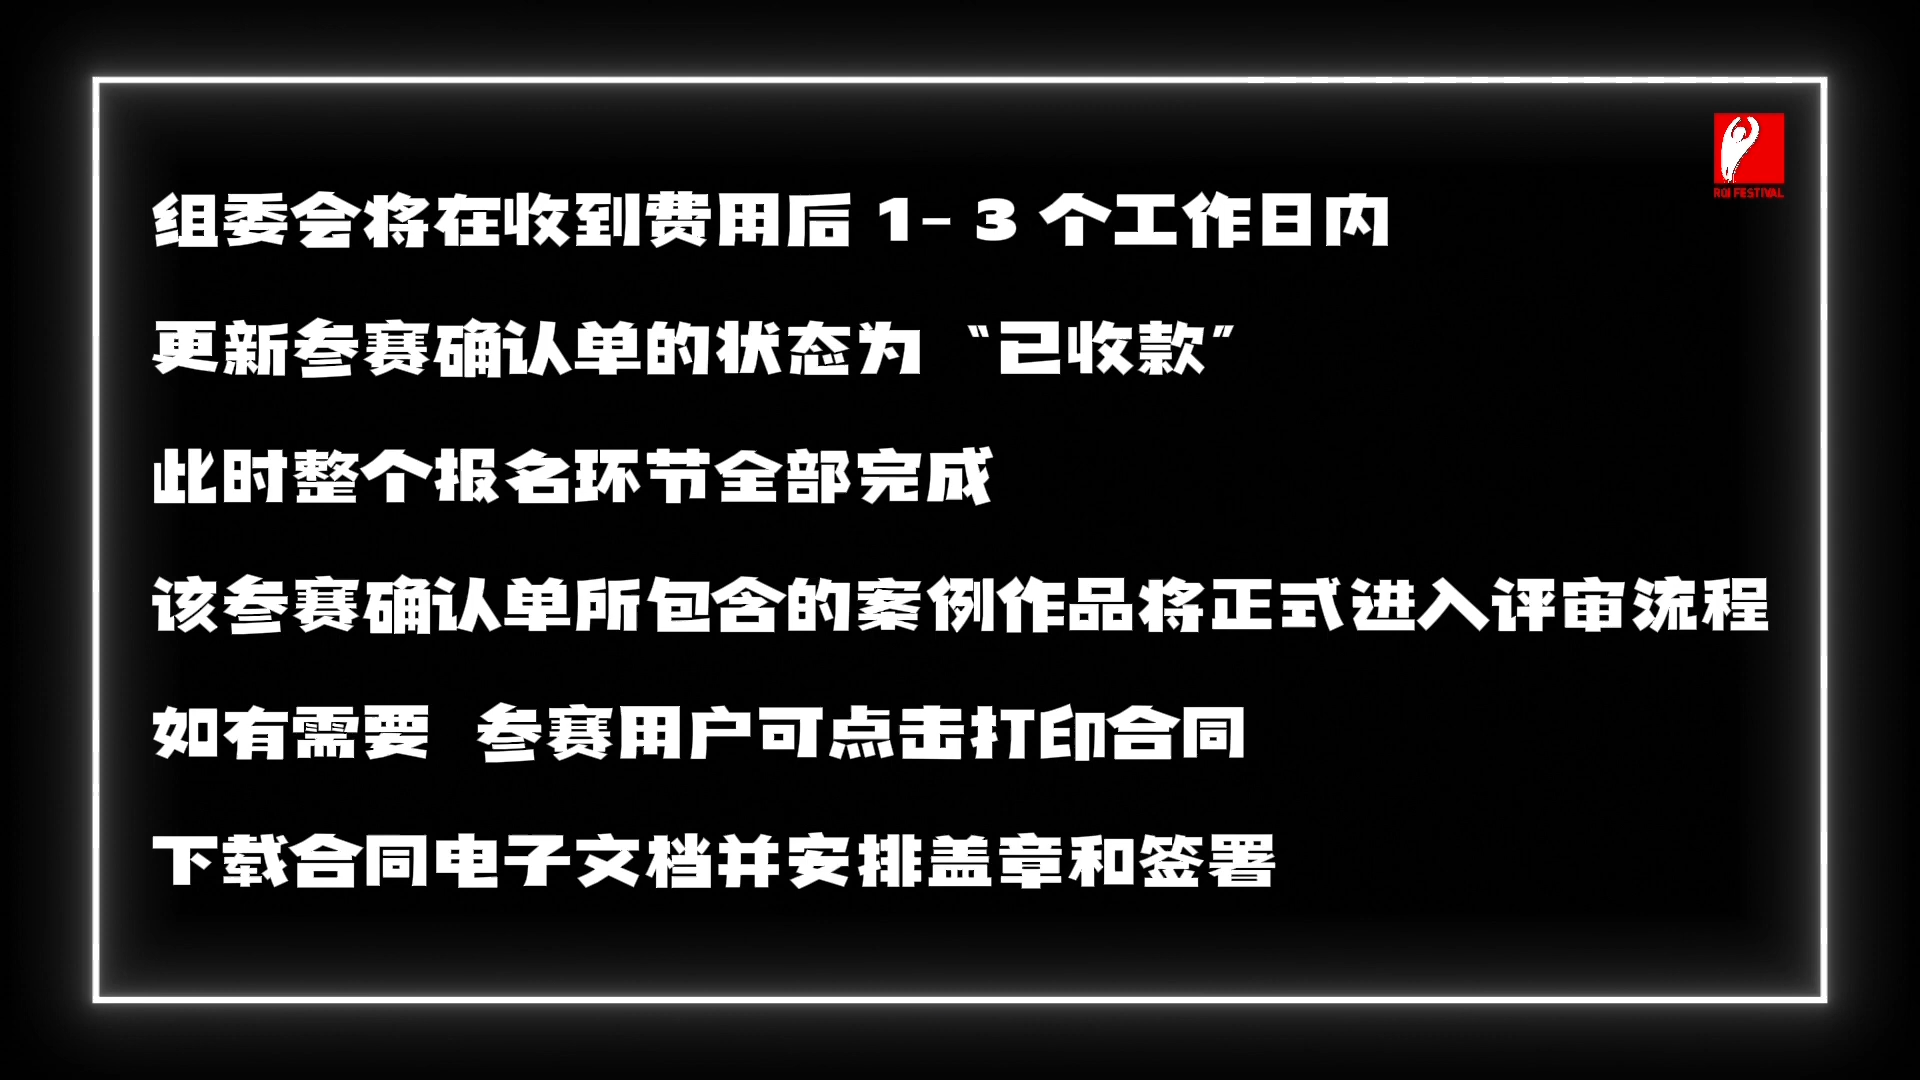 ROI FESTIVAL
组委会将在收到费用后 1- 3 个工作日内
更新参赛确认单的状态为 “已收款”
此时整个报名环节全部完成
该参赛确认单所包含的案例作品将正式进入评审流程
如有需要 参赛用户可点击打印合同
下载合同电子文档并安排盖章和签署